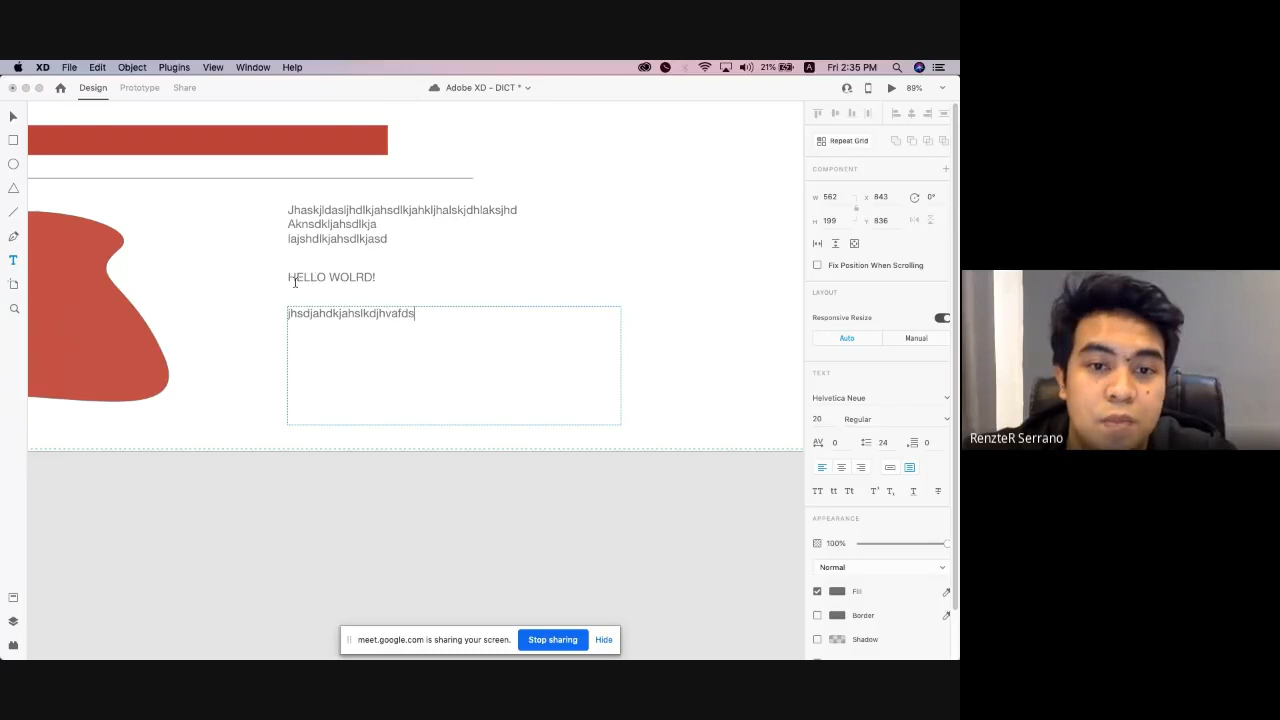 XD File Edit Object Plugins View Window Help 21% A Fri 2:35 PM
Design Prototype Share Adobe XD - DICT * 89%
Repeat Grid
COMPONENT +
W 562 X 843 0°
H 199 Y 836
Fix Position When Scrolling
LAYOUT
Responsive Resize
Auto Manual
TEXT
Helvetica Neue
20 Regular
AV 0 24 0
TT tt Tt T' T, T T
APPEARANCE
100%
Normal
Fill
Border
Shadow
Jhaskjldasljhdlkjahsdlkjahkljhalskjdhlaksjhd
Aknsdkljahsdlkja
lajshdlkjahsdlkjasd
HELLO WOLRD!
jhsdjahdkjahslkdjhvafds
T
meet.google.com is sharing your screen. Stop sharing Hide
RenzteR Serrano